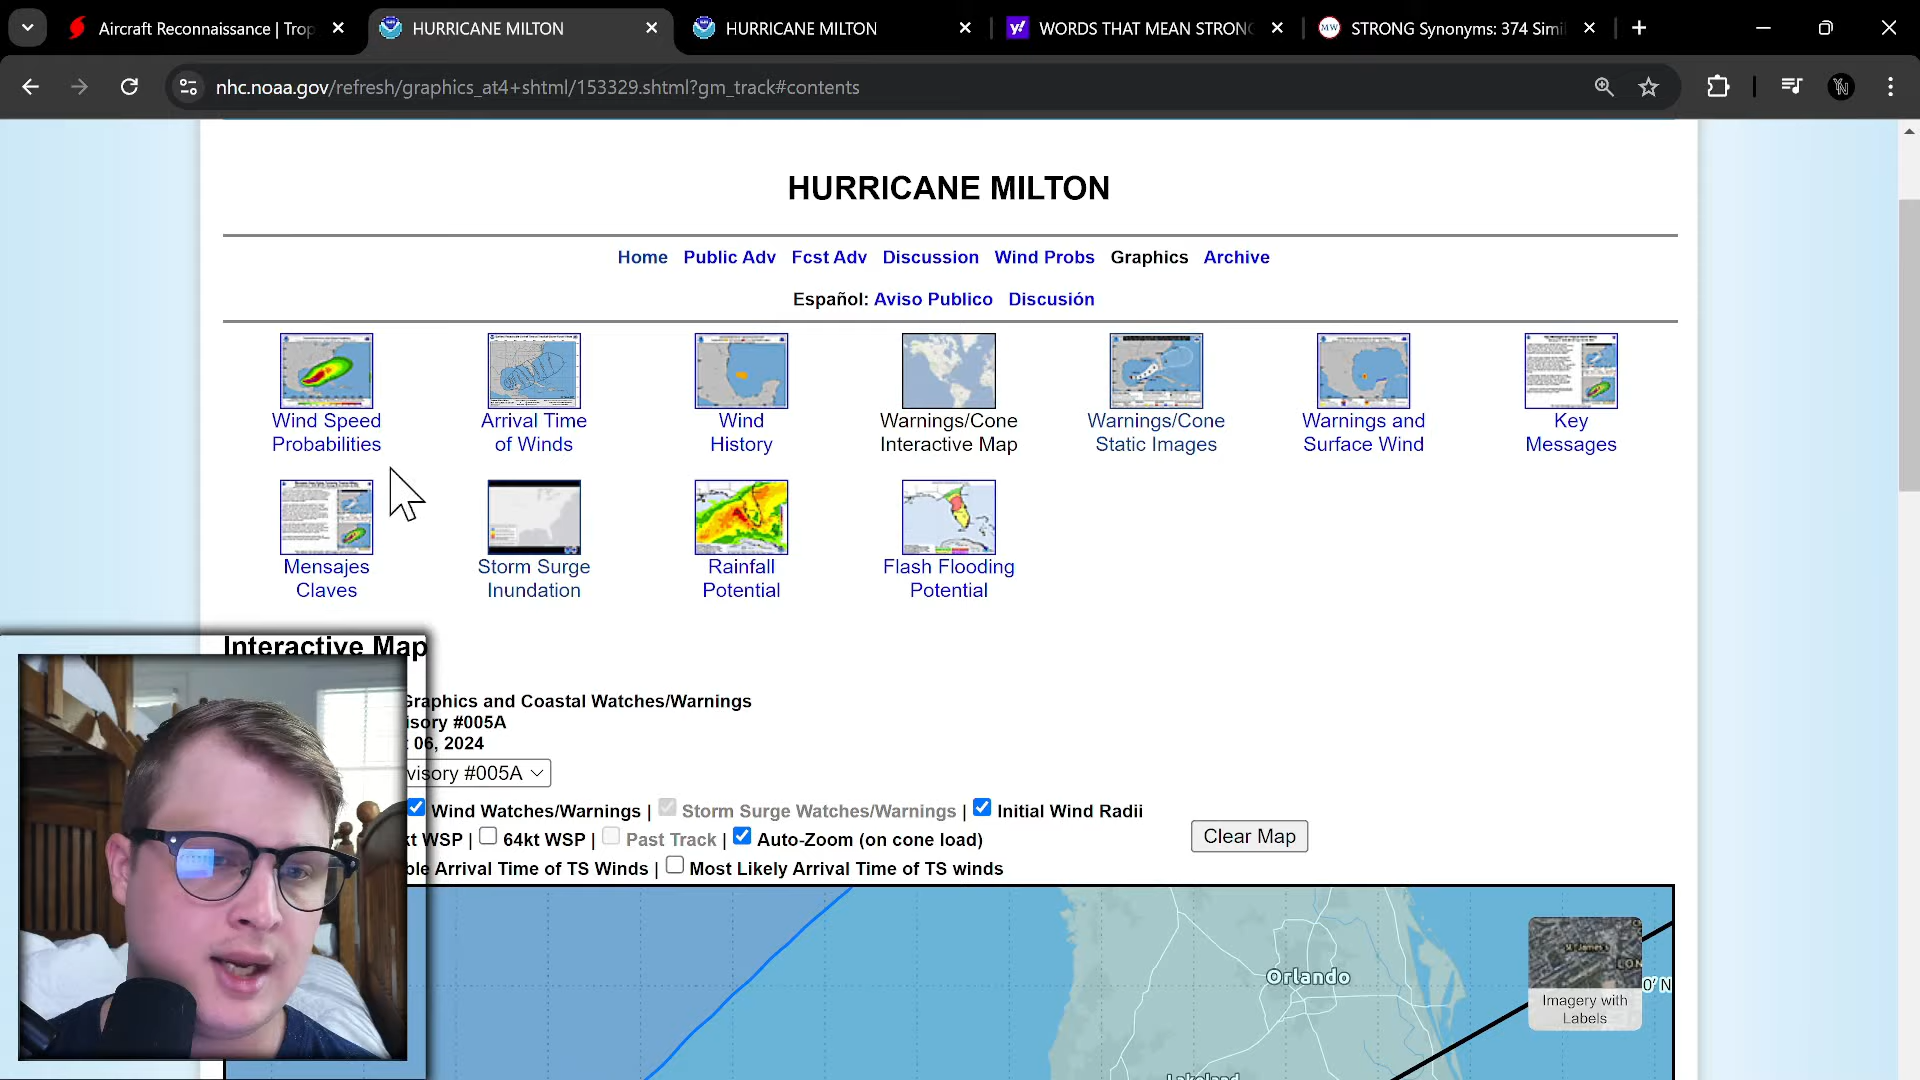 Aircraft Reconnaissance | Trop
HURRICANE MILTON
HURRICANE MILTON
WORDS THAT MEAN STRONG
STRONG Synonyms: 374 Simil
nhc.noaa.gov/refresh/graphics_at4+shtml/153329.shtml?gm_track#contents
HURRICANE MILTON
Home Public Adv Fcst Adv Discussion Wind Probs Graphics Archive
Español: Aviso Publico Discusión
Wind Speed
Probabilities
Arrival Time
of Winds
Wind
History
Warnings/Cone
Interactive Map
Warnings/Cone
Static Images
Warnings and
Surface Wind
Key
Messages
Mensajes
Claves
Storm Surge
Inundation
Rainfall
Potential
Flash Flooding
Potential
Interactive Map
Graphics and Coastal Watches/Warnings
isory #005A
06, 2024
visory #005A
Wind Watches/Warnings | Storm Surge Watches/Warnings | Initial Wind Radii
kt WSP | 64kt WSP | Past Track | Auto-Zoom (on cone load)
Clear Map
ble Arrival Time of TS Winds | Most Likely Arrival Time of TS winds
Orlando
0' N
Imagery with
Labels
Lakeland